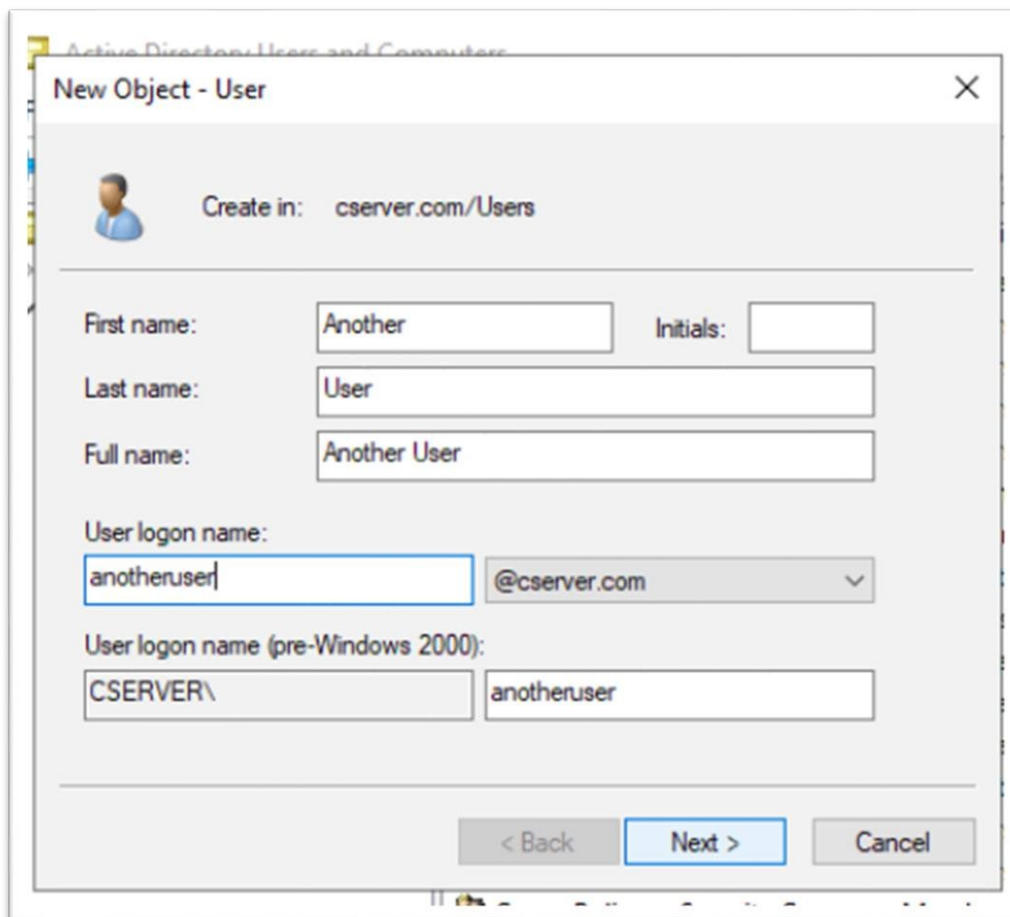 Active Directory Users and Computers
New Object - User
Create in: cserver.com/Users
First name: Another Initials:
Last name: User
Full name: Another User
User logon name:
anotheruser @cserver.com
User logon name (pre-Windows 2000):
CSERVER\ anotheruser
< Back Next > Cancel